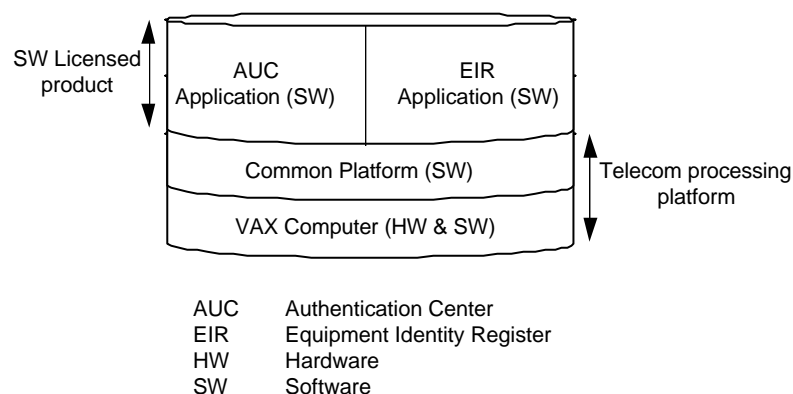 SW Licensed
product
AUC
Application (SW)
EIR
Application (SW)
Common Platform (SW)
Telecom processing
platform
VAX Computer (HW & SW)
AUC Authentication Center
EIR Equipment Identity Register
HW Hardware
SW Software